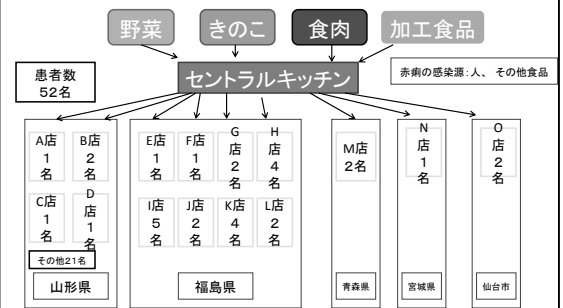 野菜
きのこ
食肉
加工食品
患者数
52名
セントラルキッチン
赤痢の感染源：人、その他食品
A店
1
名
B店
2
名
C店
1
名
D
店
1
名
その他21名
山形県
E店
1
名
F店
1
名
G
店
2
名
H
店
4
名
I店
5
名
J店
2
名
K店
4
名
L店
2
名
福島県
M店
2名
青森県
N
店
1
名
宮城県
O
店
2
名
仙台市